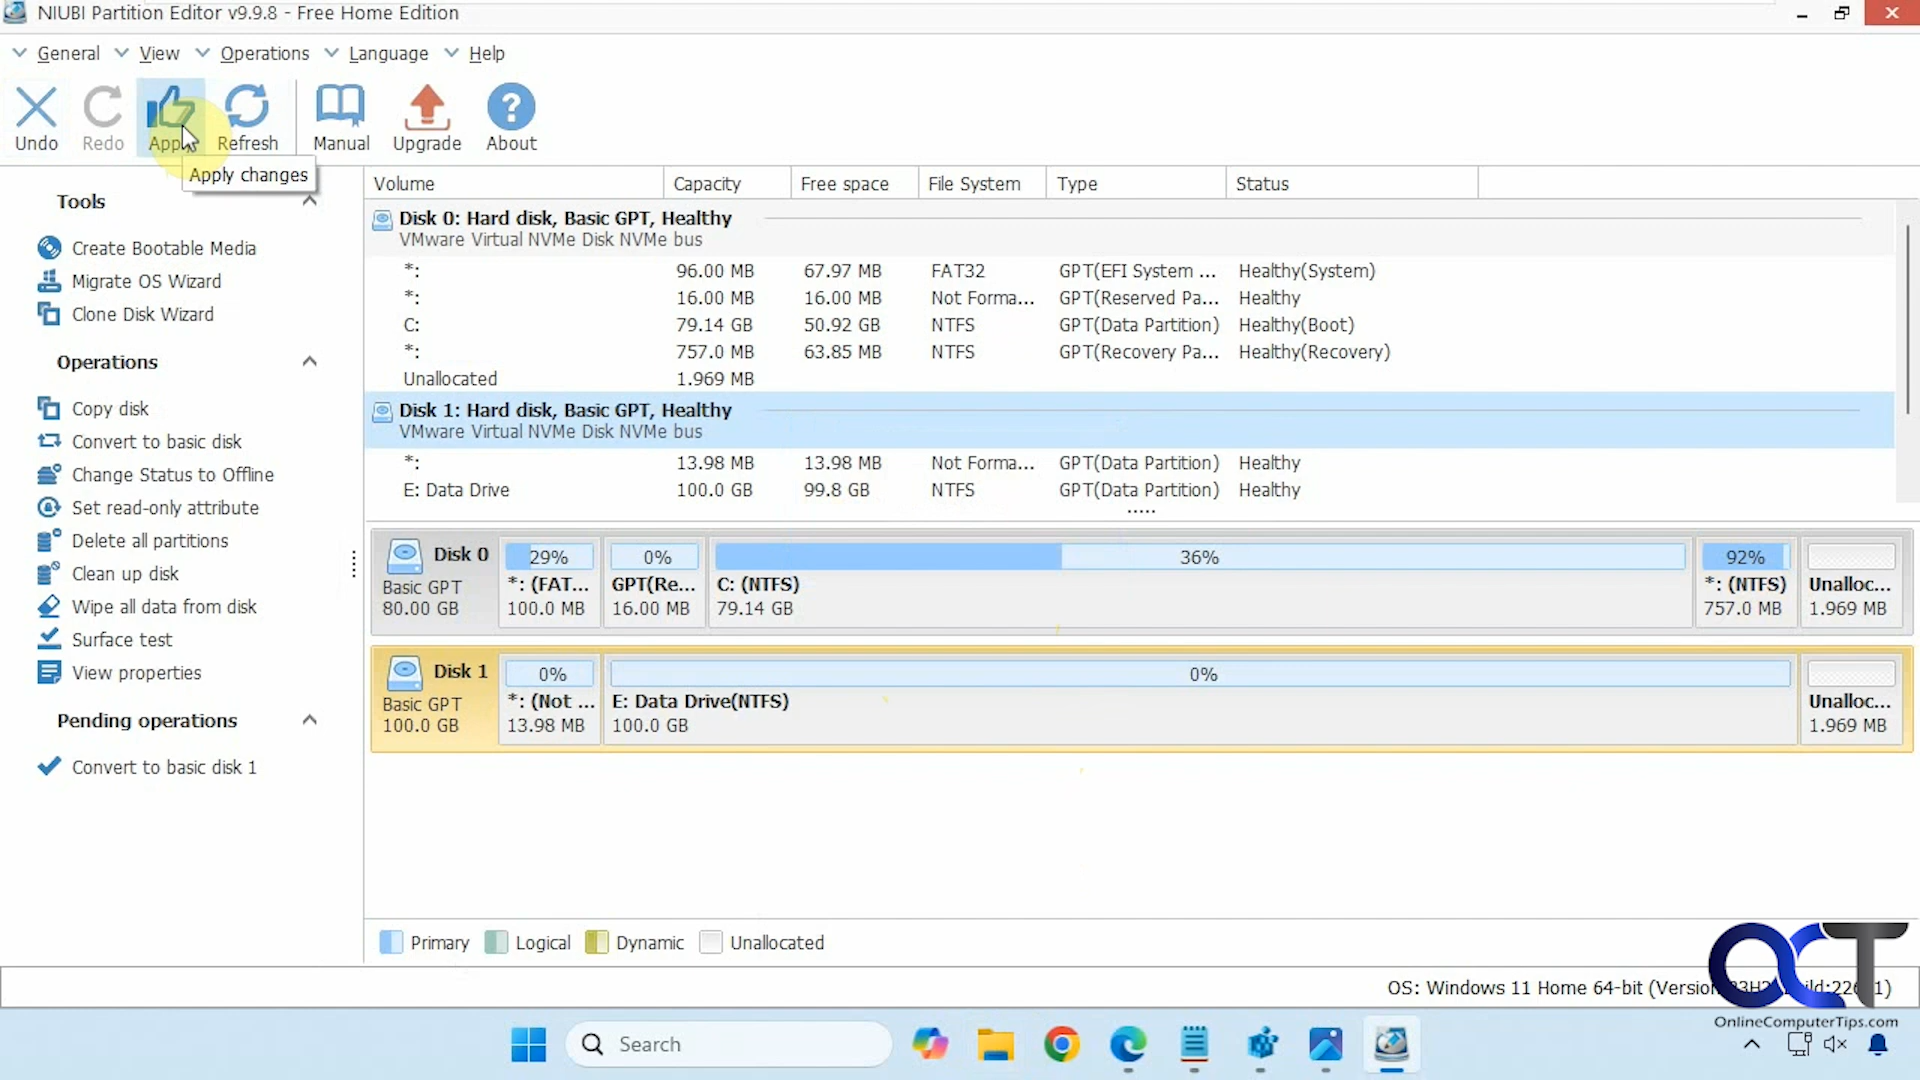 NIUBI Partition Editor v9.9.8 - Free Home Edition
General View Operations Language Help
Undo Redo Refresh Manual Upgrade About
Apply changes
Tools
Create Bootable Media
Migrate OS Wizard
Clone Disk Wizard
Operations
Copy disk
Convert to basic disk
Change Status to Offline
Set read-only attribute
Delete all partitions
Clean up disk
Wipe all data from disk
Surface test
View properties
Pending operations
Convert to basic disk 1
Volume Capacity Free space File System Type Status
Disk 0: Hard disk, Basic GPT, Healthy
VMware Virtual NVMe Disk NVMe bus
*: 96.00 MB 67.97 MB FAT32 GPT(EFI System ... Healthy(System)
*: 16.00 MB 16.00 MB Not Forma... GPT(Reserved Pa... Healthy
C: 79.14 GB 50.92 GB NTFS GPT(Data Partition) Healthy(Boot)
*: 757.0 MB 63.85 MB NTFS GPT(Recovery Pa... Healthy(Recovery)
Unallocated 1.969 MB
Disk 1: Hard disk, Basic GPT, Healthy
VMware Virtual NVMe Disk NVMe bus
*: 13.98 MB 13.98 MB Not Forma... GPT(Data Partition) Healthy
E: Data Drive 100.0 GB 99.8 GB NTFS GPT(Data Partition) Healthy
Disk 0 29% 0% 36% 92%
Basic GPT *: (FAT... GPT(Re... C: (NTFS) *: (NTFS) Unalloc...
80.00 GB 100.0 MB 16.00 MB 79.14 GB 757.0 MB 1.969 MB
Disk 1 0% 0%
Basic GPT *: (Not ... E: Data Drive(NTFS) Unalloc...
100.0 GB 13.98 MB 100.0 GB 1.969 MB
Primary Logical Dynamic Unallocated
OS: Windows 11 Home 64-bit
OCT
OnlineComputerTips.com
Search